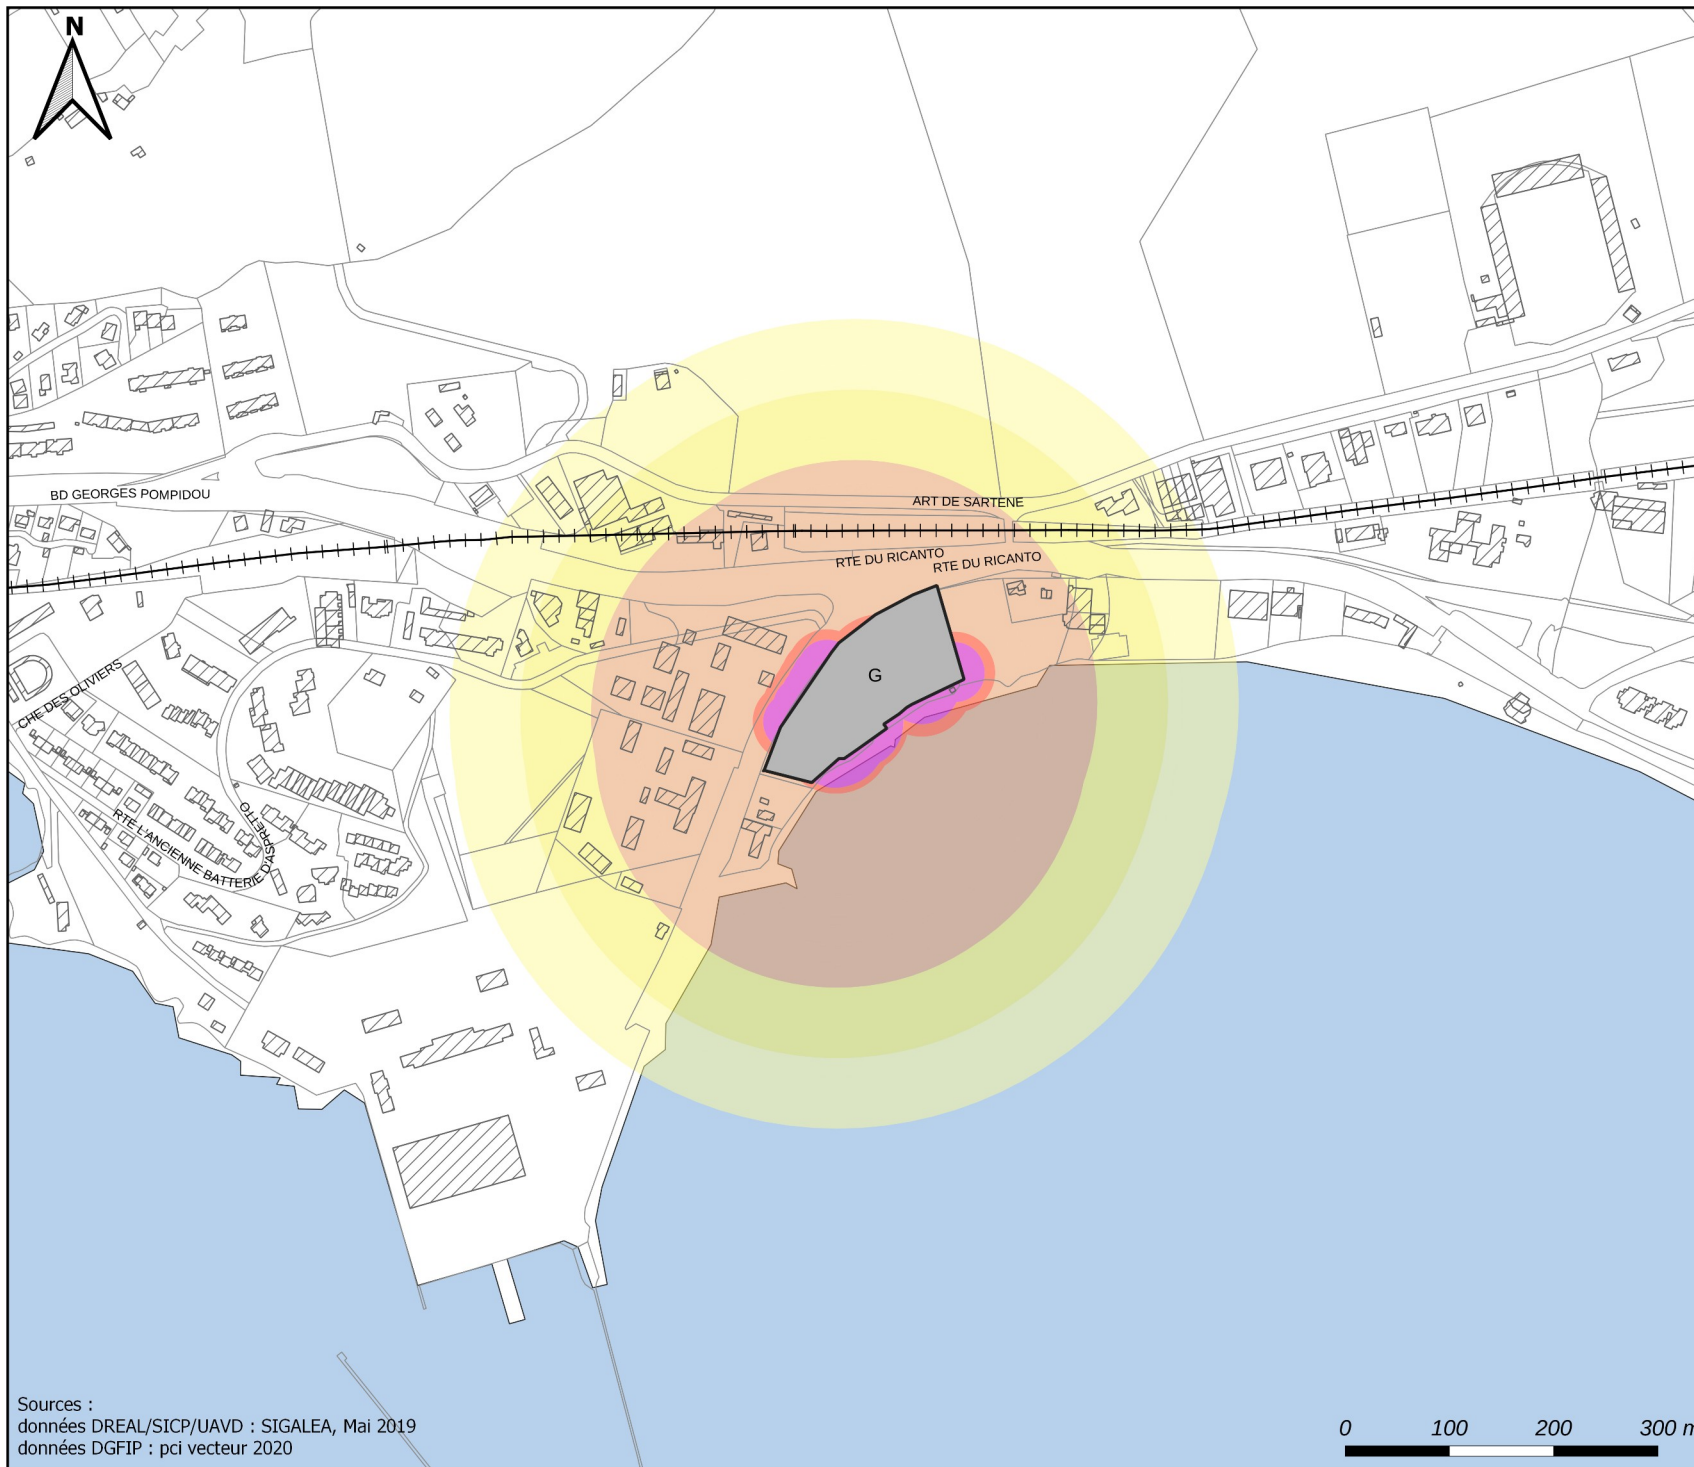 N
BD GEORGES POMPIDOU
ART DE SARTENE
RTE DU RICANTO
RTE DU RICANTO
G
CHE DES OLIVIERS
RTE L'ANCIENNE BATTERIE D'ASPRETTO
Sources :
données DREAL/SICP/UAVD : SIGALEA, Mai 2019
données DGFIP : pci vecteur 2020
0 100 200 300 m